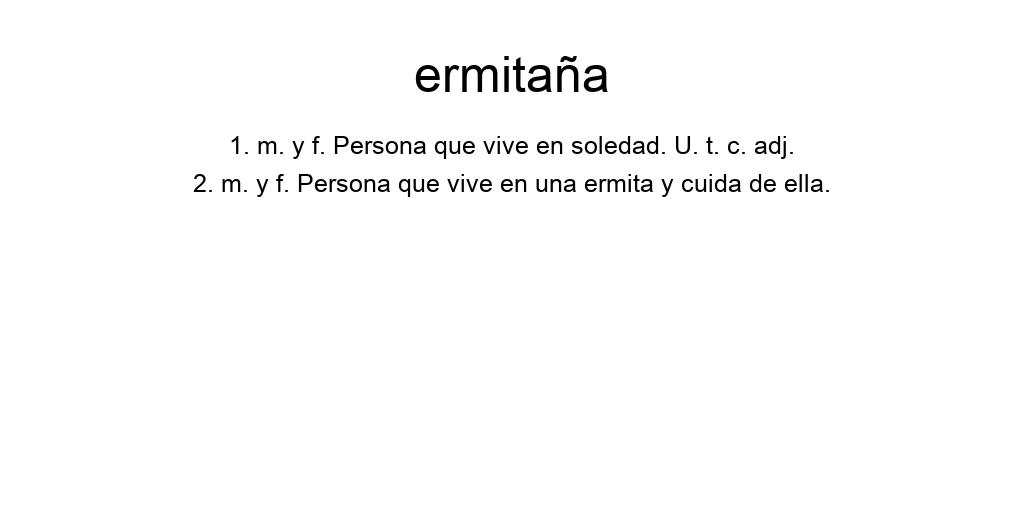 ermitaña
1. m. y f. Persona que vive en soledad. U. t. c. adj.
2. m. y f. Persona que vive en una ermita y cuida de ella.